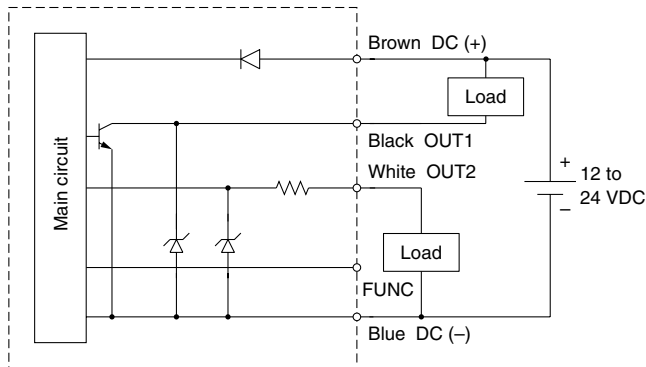 Brown DC (+)
Load
Black OUT1
White OUT2
Main circuit
+
12 to
24 VDC
–
Load
FUNC
Blue DC (–)